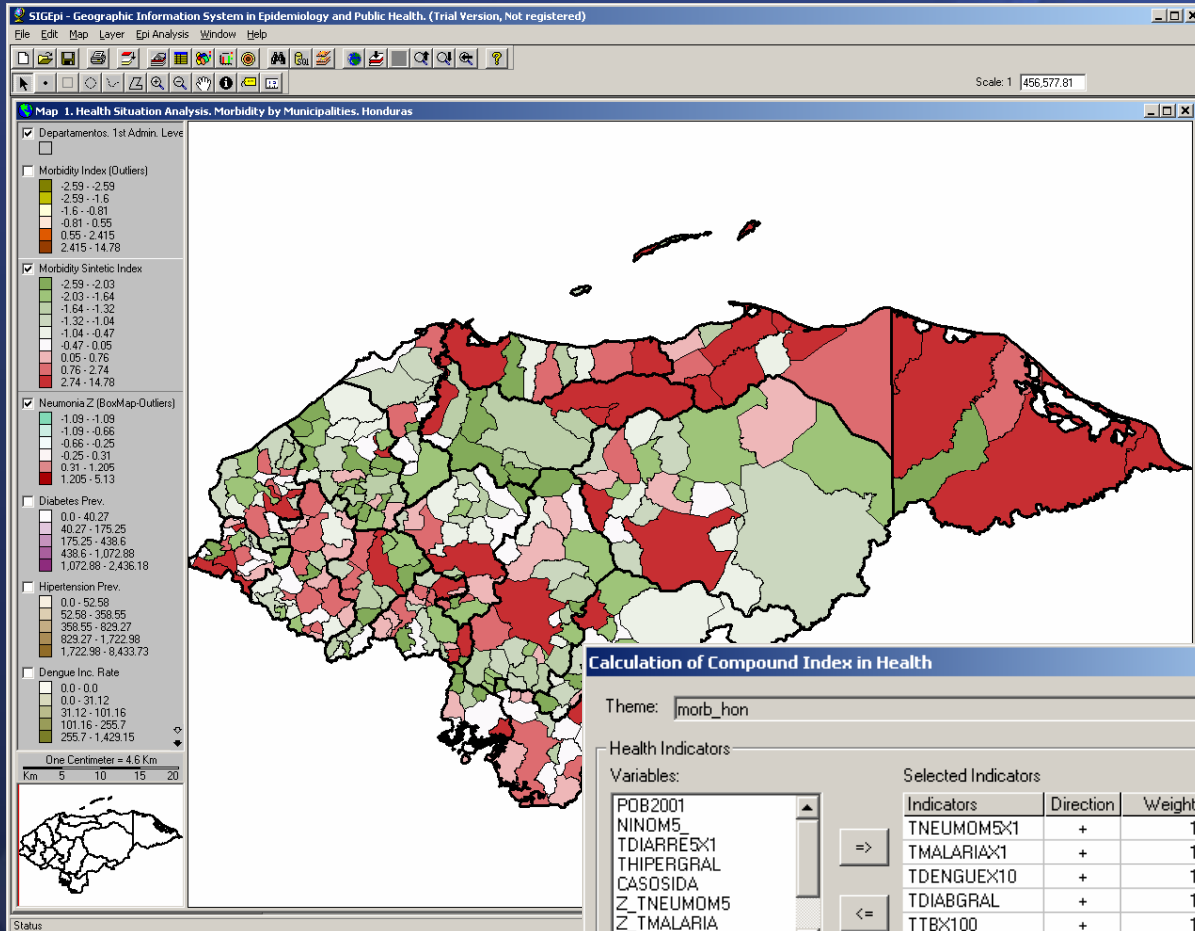 SIGEpi - Geographic Information System in Epidemiology and Public Health. (Trial Version, Not registered)
File Edit Map Layer Epi Analysis Window Help
Scale: 1 456,577.81
Map 1. Health Situation Analysis. Morbidity by Municipalities. Honduras
Departamentos. 1st Admin. Leve
Morbidity Index (Outliers)
-2.59 - -2.59
-2.59 - -1.6
-1.6 - -0.81
-0.81 - 0.55
0.55 - 2.415
2.415 - 14.78
Morbidity Sintetic Index
-2.59 - -2.03
-2.03 - -1.64
-1.64 - -1.32
-1.32 - -1.04
-1.04 - -0.47
-0.47 - 0.05
0.05 - 0.76
0.76 - 2.74
2.74 - 14.78
Neumonia Z (BoxMap-Outliers)
-1.09 - -1.09
-1.09 - -0.66
-0.66 - -0.25
-0.25 - 0.31
0.31 - 1.205
1.205 - 5.13
Diabetes Prev.
0.0 - 40.27
40.27 - 175.25
175.25 - 438.6
438.6 - 1,072.88
1,072.88 - 2,436.18
Hipertension Prev.
0.0 - 52.58
52.58 - 358.55
358.55 - 829.27
829.27 - 1,722.98
1,722.98 - 8,433.73
Dengue Inc. Rate
0.0 - 0.0
0.0 - 31.12
31.12 - 101.16
101.16 - 255.7
255.7 - 1,429.15
One Centimeter = 4.6 Km
Km 5 10 15 20
Status
Calculation of Compound Index in Health
Theme: morb_hon
Health Indicators
Variables:
POB2001
NINOM5_
TDIARRE5X1
THIPERGRAL
CASOSIDA
Z_TNEUMOM5
Z_TMALARIA
=>
<=
Selected Indicators
Indicators Direction Weight
TNEUMOM5X1 + 1
TMALARIAX1 + 1
TDENGUEX10 + 1
TDIABGRAL + 1
TTBX100 + 1